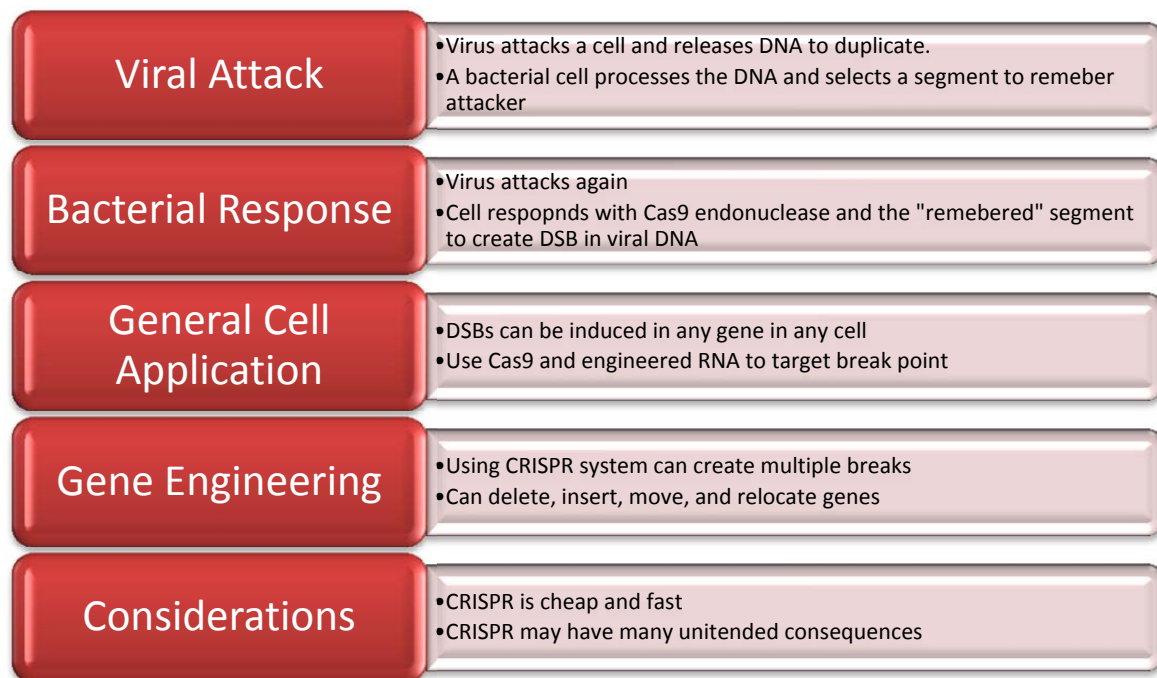 Viral Attack
•Virus attacks a cell and releases DNA to duplicate.
•A bacterial cell processes the DNA and selects a segment to remeber
attacker
Bacterial Response
•Virus attacks again
•Cell respopnds with Cas9 endonuclease and the "remebered" segment
to create DSB in viral DNA
General Cell
Application
•DSBs can be induced in any gene in any cell
•Use Cas9 and engineered RNA to target break point
Gene Engineering
•Using CRISPR system can create multiple breaks
•Can delete, insert, move, and relocate genes
Considerations
•CRISPR is cheap and fast
•CRISPR may have many unitended consequences